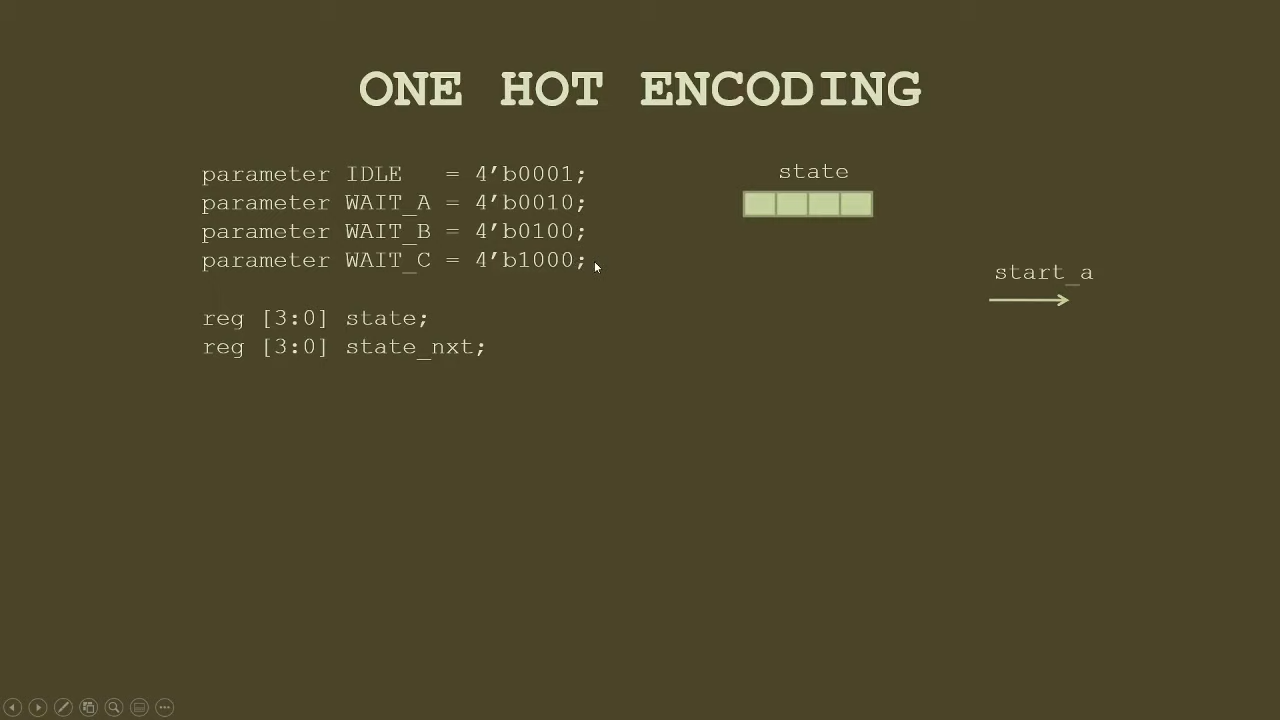 ONE HOT ENCODING
parameter IDLE   = 4’b0001;
parameter WAIT_A = 4’b0010;
parameter WAIT_B = 4’b0100;
parameter WAIT_C = 4’b1000;
reg [3:0] state;
reg [3:0] state_nxt;
state
start_a